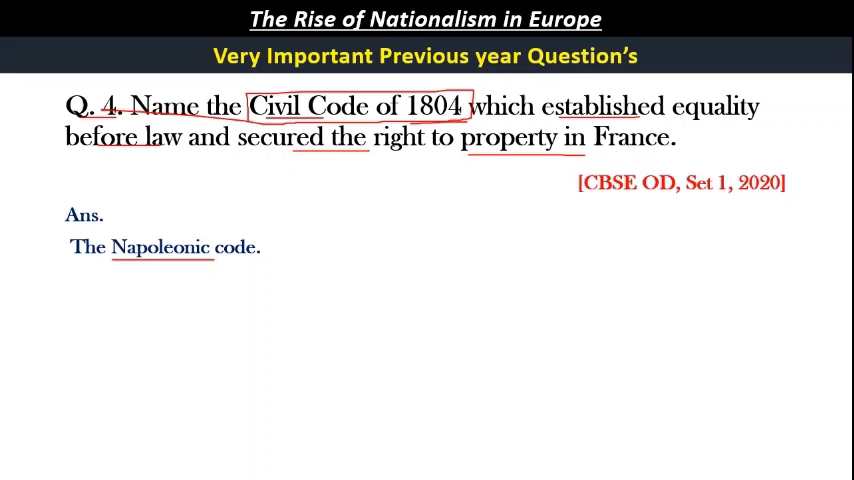 The Rise of Nationalism in Europe
Very Important Previous year Question's
Q. 4. Name the Civil Code of 1804 which established equality
before law and secured the right to property in France.
[CBSE OD, Set 1, 2020]
Ans.
The Napoleonic code.